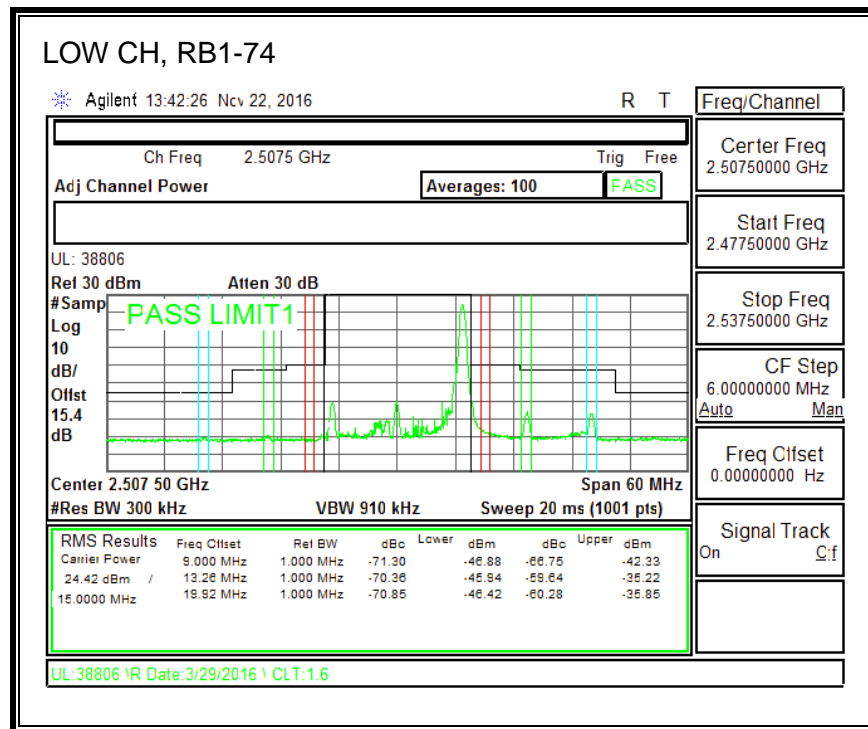 LOW CH, RB1-74
Agilent 13:42:26 Nov 22, 2016 R T
Freq/Channel
Ch Freq 2.5075 GHz Trig Free
Adj Channel Power Averages: 100 PASS
UL: 38806
Ref 30 dBm Atten 30 dB
#Samp
Log
10
dB/
Offst
15.4
dB
PASS LIMIT1
Center 2.507 50 GHz Span 60 MHz
#Res BW 300 kHz VBW 910 kHz Sweep 20 ms (1001 pts)
RMS Results Freq Offset Ref BW dBc Lower dBm dBc Upper dBm
Carrier Power 9.000 MHz 1.000 MHz -71.30 -46.88 -66.75 -42.33
24.42 dBm / 13.26 MHz 1.000 MHz -70.36 -45.94 -59.64 -35.22
15.0000 MHz 19.92 MHz 1.000 MHz -70.85 -46.42 -60.28 -35.85
Center Freq
2.50750000 GHz
Start Freq
2.47750000 GHz
Stop Freq
2.53750000 GHz
CF Step
6.00000000 MHz
Auto Man
Freq Offset
0.00000000 Hz
Signal Track
On Off
UL:38806 \R Date:3/29/2016 \ CLT:1.6